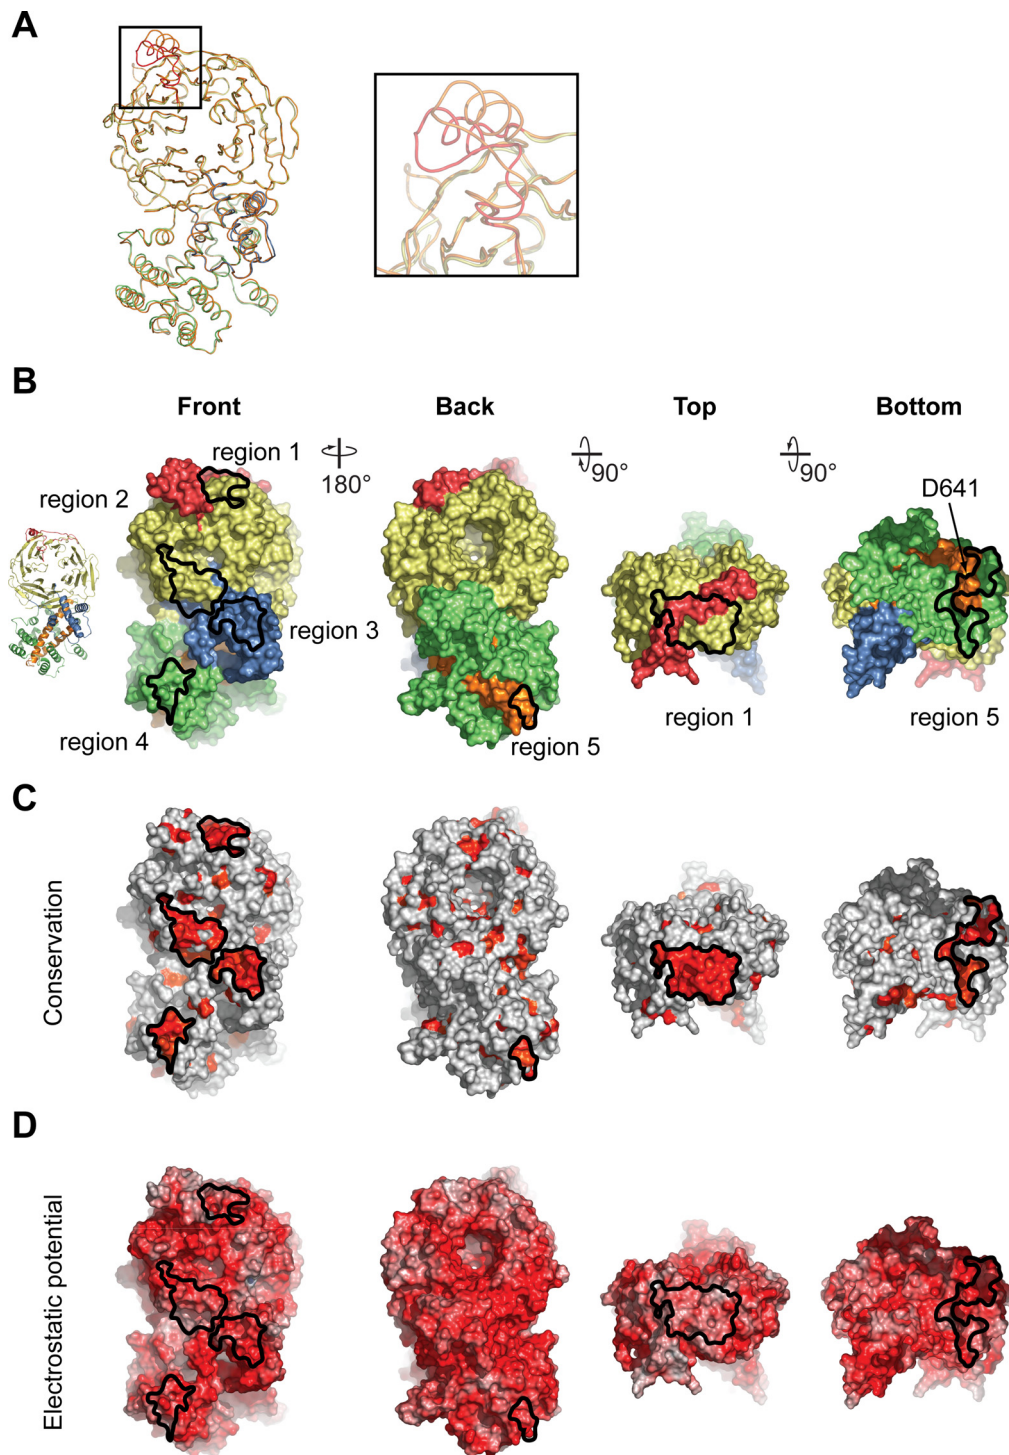 A
B
Front
Back
Top
Bottom
region 1
180°
90°
90°
D641
region 2
region 3
region 4
region 5
region 1
region 5
C
Conservation
D
Electrostatic potential